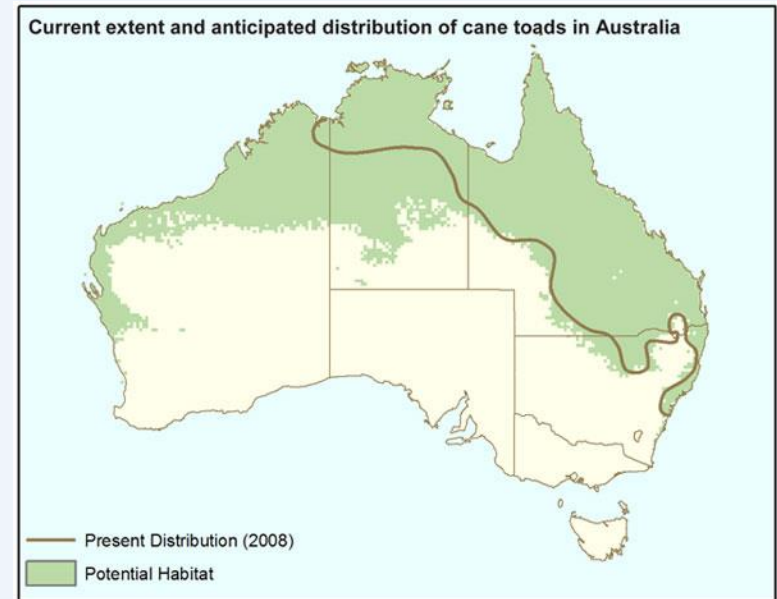 Current extent and anticipated distribution of cane toads in Australia
Present Distribution (2008)
Potential Habitat